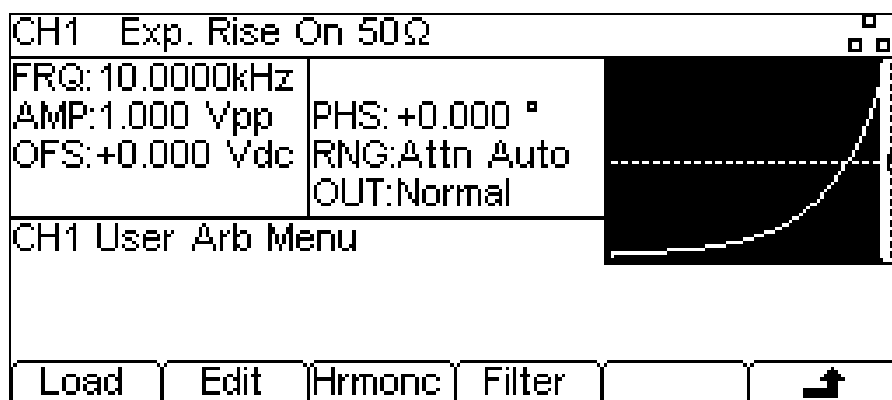 CH1 Exp. Rise On 50Ω
FRQ:10.0000kHz
AMP:1.000 Vpp
OFS:+0.000 Vdc
PHS:+0.000 °
RNG:Attn Auto
OUT:Normal
CH1 User Arb Menu
Load Edit Hrmonc Filter